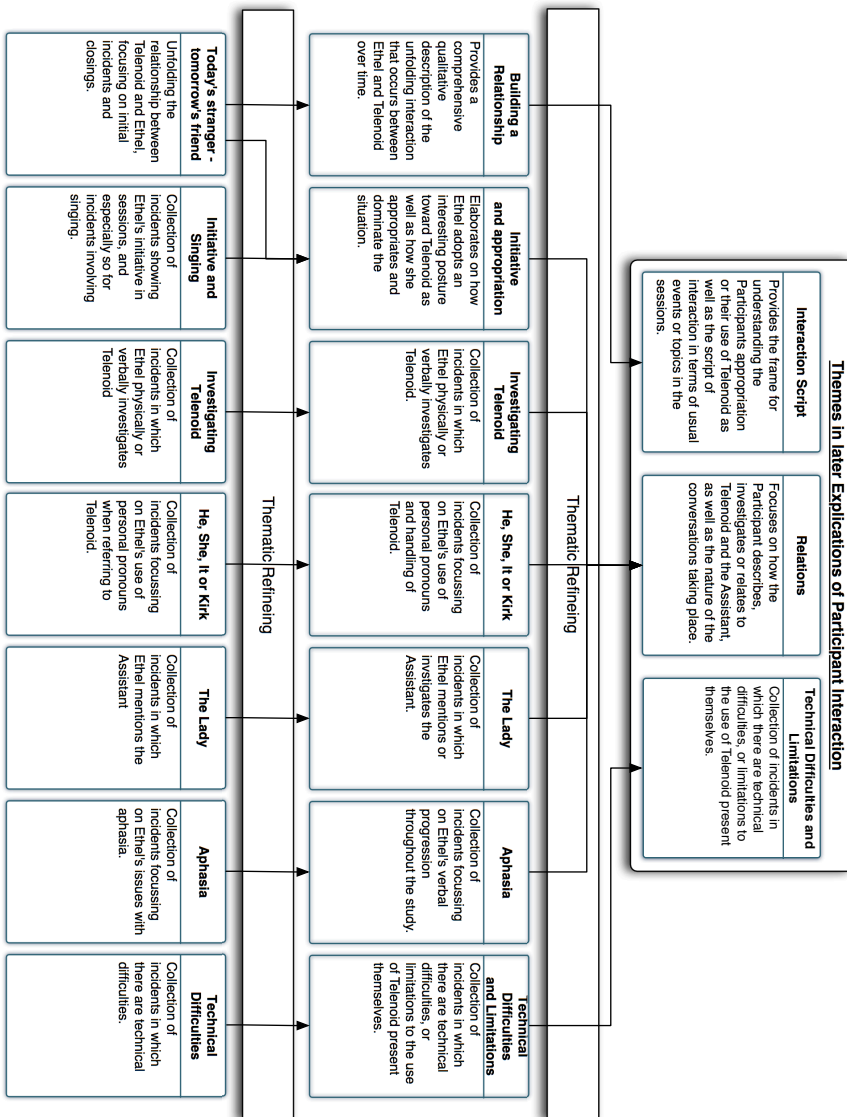 Themes in later Explications of Participant Interaction
Interaction Script
Provides the frame for
understanding the
Participants appropriation
or their use of Telenoid as
well as the script of
interaction in terms of usual
events or topics in the
sessions.
Relations
Focuses on how the
Participant describes,
investigates or relates to
Telenoid and the Assistant,
as well as the nature of the
conversations taking place.
Technical Difficulties and
Limitations
Collection of incidents in
which there are technical
difficulties, or limitations to
the use of Telenoid present
themselves.
Thematic Refineing
Building a
Relationship
Provides a
comprehensive
qualitative
description of the
unfolding interaction
that occurs between
Ethel and Telenoid
over time.
Initiative
and appropriation
Elaborates on how
Ethel adopts an
interesting posture
toward Telenoid as
well as how she
appropriates and
dominate the
situation.
Investigating
Telenoid
Collection of
incidents in which
Ethel physically or
verbally investigates
Telenoid.
He, She, It or Kirk
Collection of
incidents focussing
on Ethel's use of
personal pronouns
and handling of
Telenoid.
The Lady
Collection of
incidents in which
Ethel mentions or
invstigates the
Assistant.
Aphasia
Collection of
incidents focussing
on Ethel's verbal
progression
throughout the study.
Technical
Difficulties
and Limitations
Collection of
incidents in which
there are technical
difficulties, or
limitations to the use
of Telenoid present
themselves.
Thematic Refineing
Today's stranger -
tomorrow's friend
Unfolding the
relationship between
Telenoid and Ethel,
focusing on initial
incidents and
closings.
Initiative and
Singing
Collection of
incidents showing
Ethel's initiative in
sessions, and
especially so for
incidents involving
singing.
Investigating
Telenoid
Collection of
incidents in which
Ethel physically or
verbally investigates
Telenoid
He, She, It or Kirk
Collection of
incidents focussing
on Ethel's use of
personal pronouns
when referring to
Telenoid.
The Lady
Collection of
incidents in which
Ethel mentions the
Assistant
Aphasia
Collection of
incidents focussing
on Ethel's issues with
aphasia.
Technical
Difficulties
Collection of
incidents in which
there are technical
difficulties.